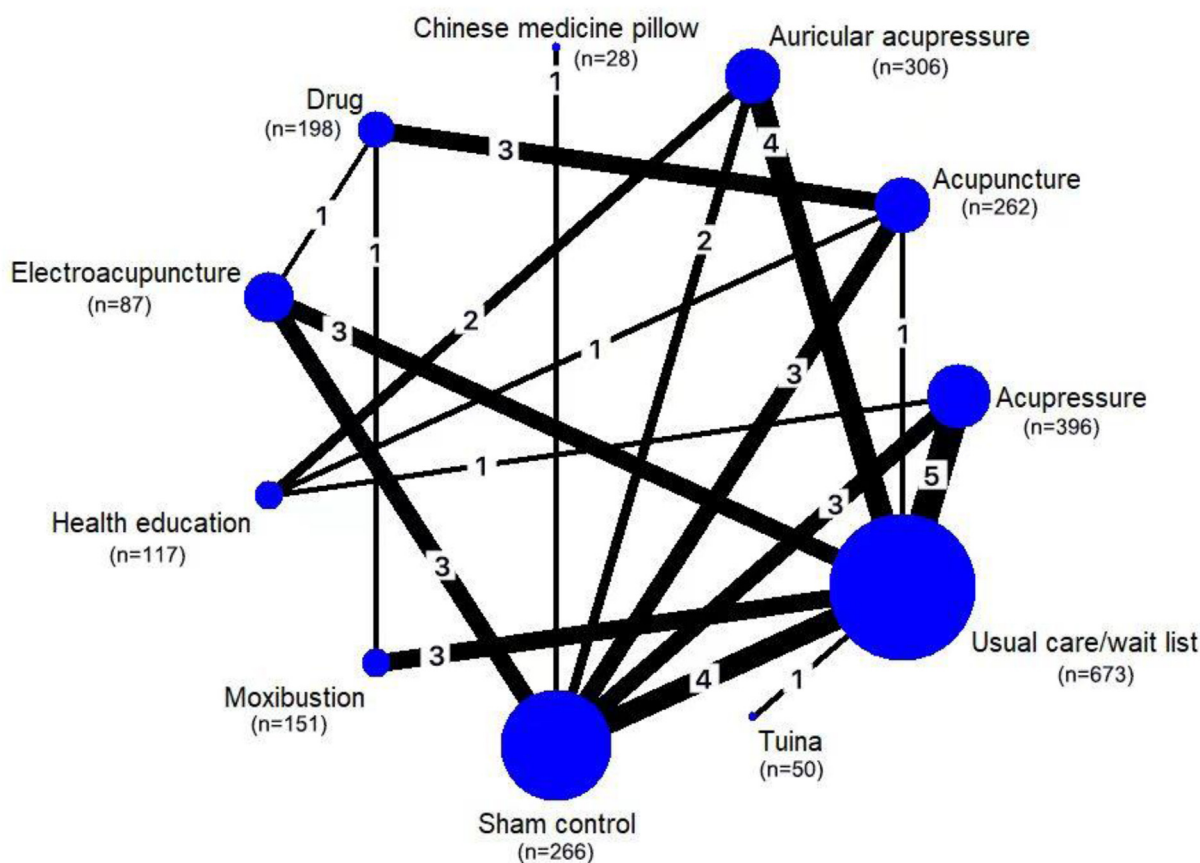 Chinese medicine pillow
(n=28)
Auricular acupressure
(n=306)
1
Drug
(n=198)
3
4
Acupuncture
(n=262)
1
1
2
Electroacupuncture
(n=87)
3
2
1
1
3
Acupressure
(n=396)
1
5
3
Health education
(n=117)
3
Usual care/wait list
(n=673)
3
4
1
Moxibustion
(n=151)
Tuina
(n=50)
Sham control
(n=266)